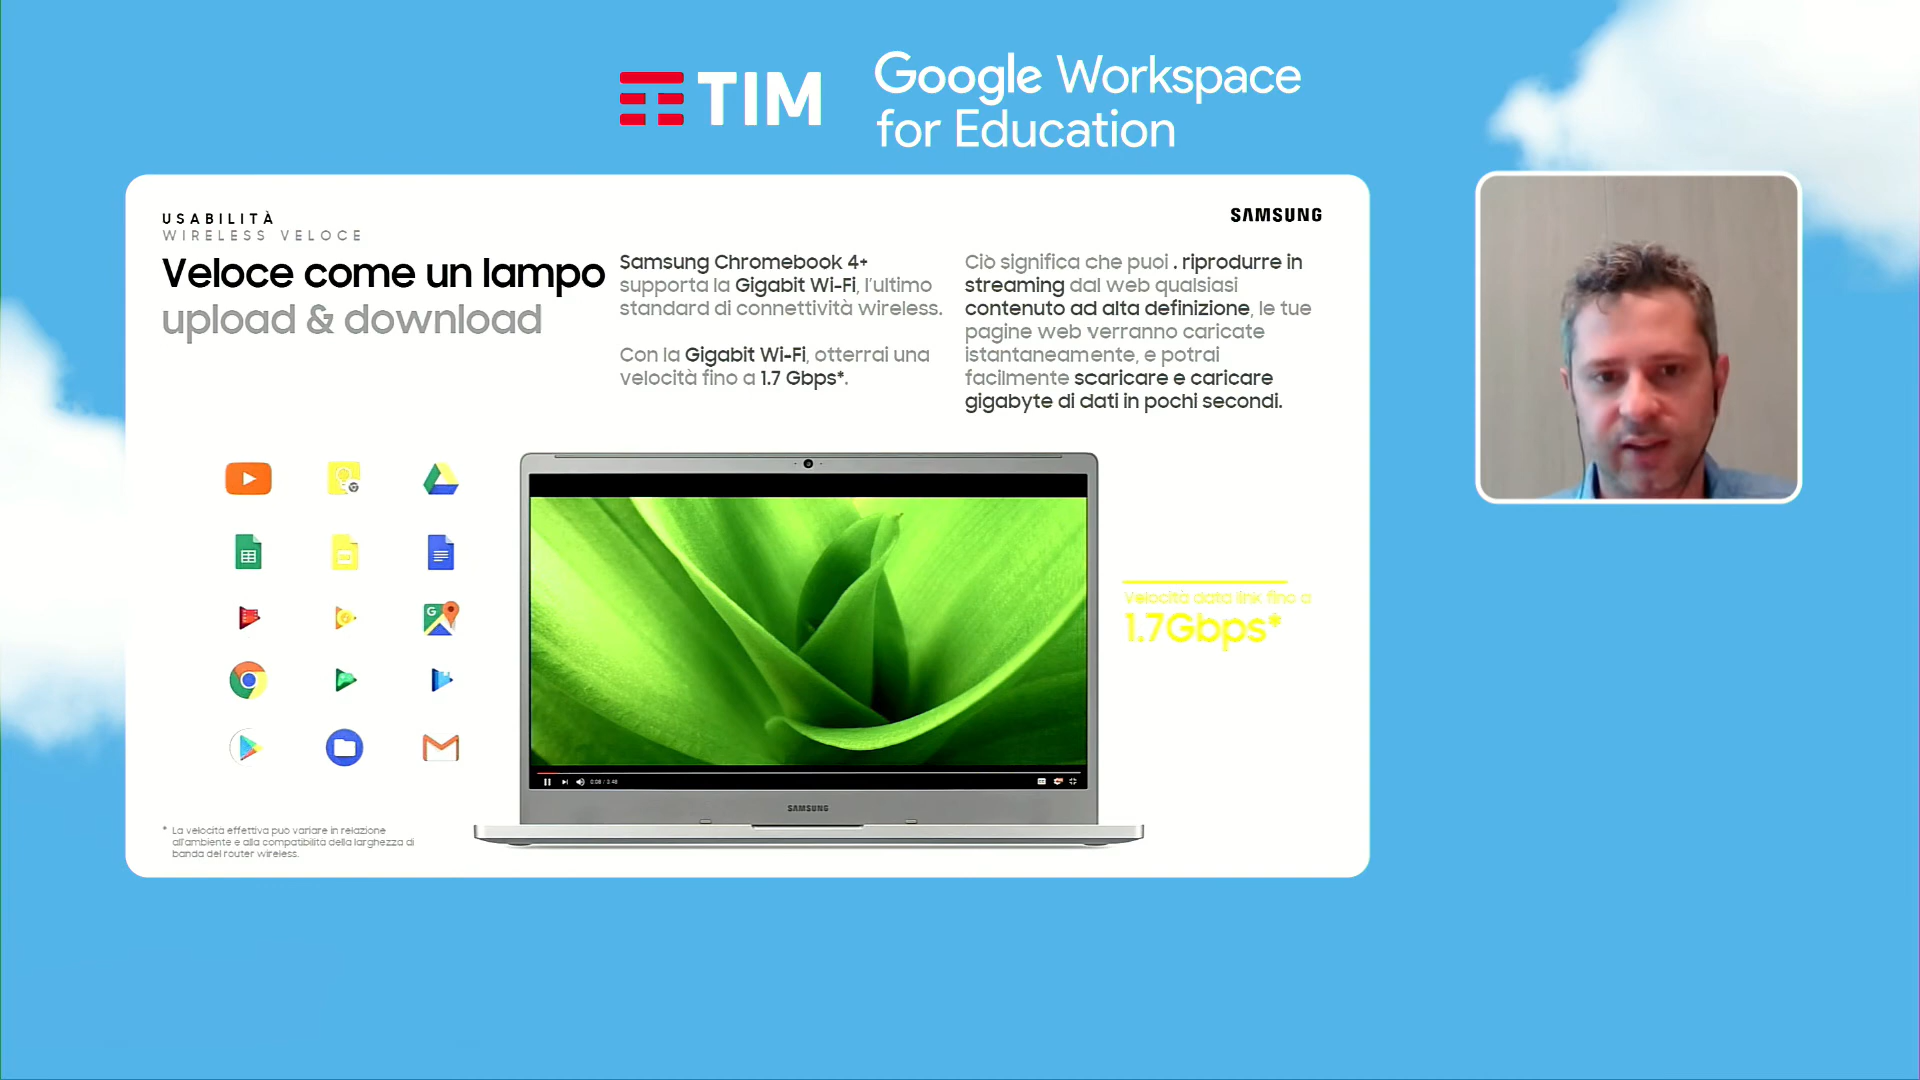 TIM
Google Workspace
for Education
USABILITÀ
WIRELESS VELOCE
SAMSUNG
Veloce come un lampo
upload & download
Samsung Chromebook 4+
supporta la Gigabit Wi-Fi, l'ultimo
standard di connettività wireless.
Con la Gigabit Wi-Fi, otterrai una
velocità fino a 1.7 Gbps*.
Ciò significa che puoi . riprodurre in
streaming dal web qualsiasi
contenuto ad alta definizione, le tue
pagine web verranno caricate
istantaneamente, e potrai
facilmente scaricare e caricare
gigabyte di dati in pochi secondi.
Velocità data link fino a
1.7Gbps*
G
0:08 / 3:48
SAMSUNG
* La velocità effettiva può variare in relazione
all'ambiente e alla compatibilità della larghezza di
banda del router wireless.